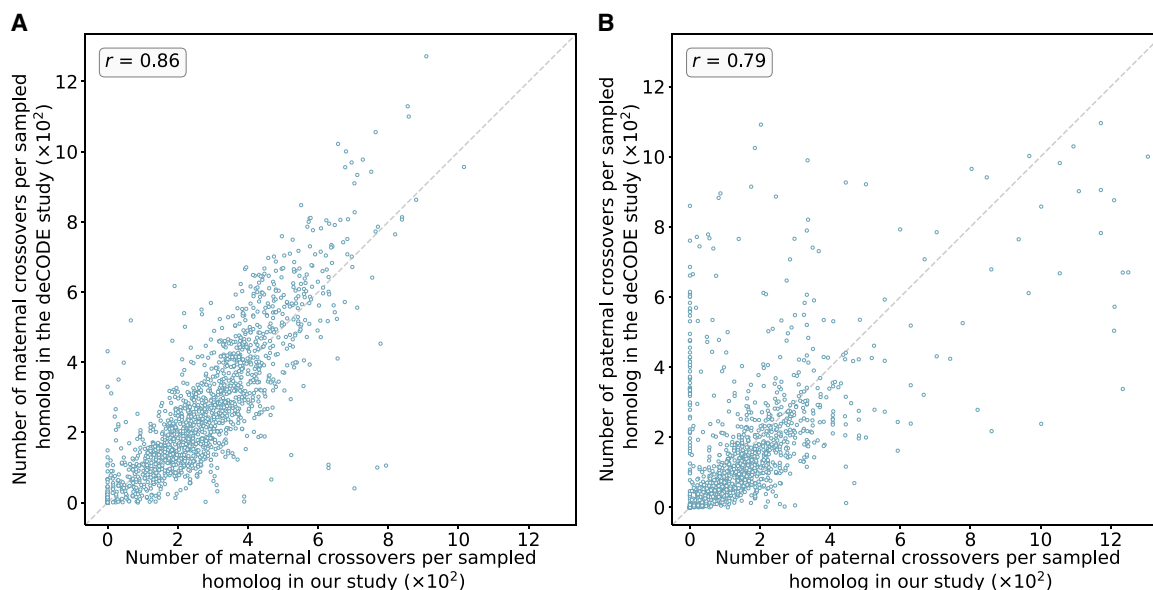 A
r = 0.86
Number of maternal crossovers per sampled
homolog in the deCODE study (×10²)
12
10
8
6
4
2
0
0 2 4 6 8 10 12
Number of maternal crossovers per sampled
homolog in our study (×10²)
B
r = 0.79
Number of paternal crossovers per sampled
homolog in the deCODE study (×10²)
12
10
8
6
4
2
0
0 2 4 6 8 10 12
Number of paternal crossovers per sampled
homolog in our study (×10²)